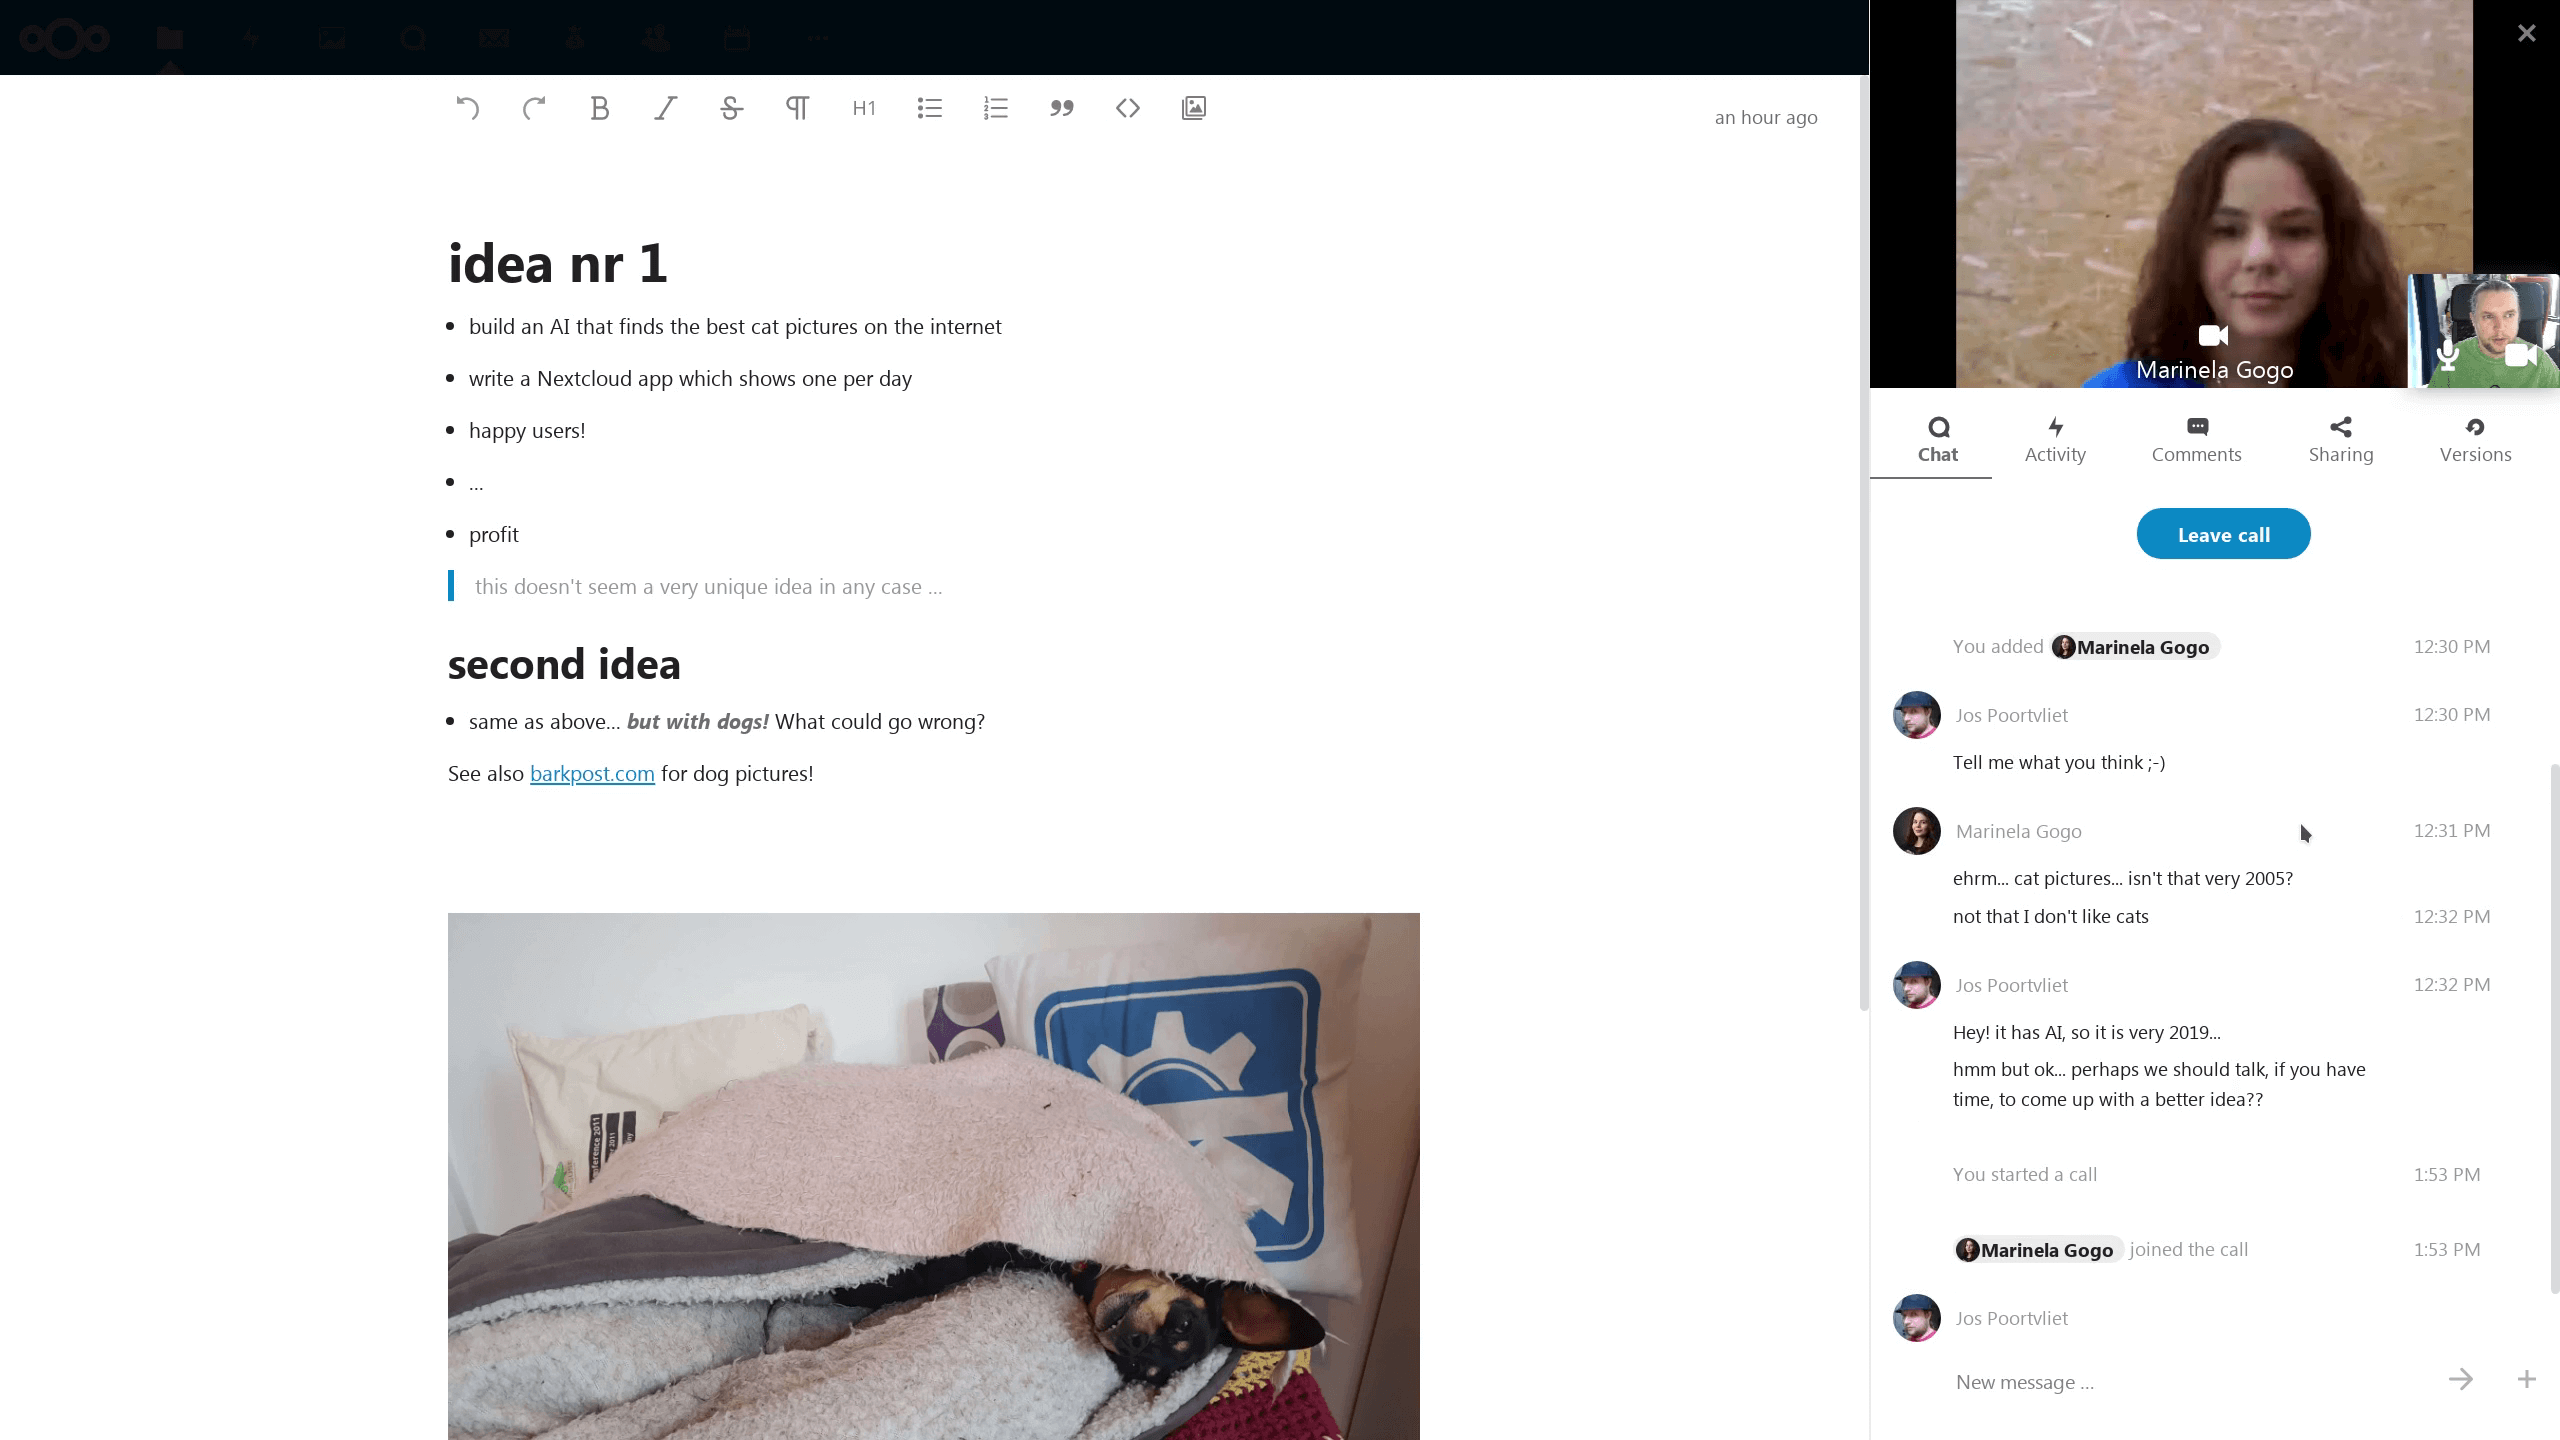 H1
an hour ago
idea nr 1
build an AI that finds the best cat pictures on the internet
write a Nextcloud app which shows one per day
happy users!
...
profit
this doesn't seem a very unique idea in any case ...
second idea
same as above... but with dogs! What could go wrong?
See also barkpost.com for dog pictures!
Marinela Gogo
Chat
Activity
Comments
Sharing
Versions
Leave call
You added Marinela Gogo 12:30 PM
Jos Poortvliet 12:30 PM
Tell me what you think ;-)
Marinela Gogo 12:31 PM
ehrm... cat pictures... isn't that very 2005?
not that I don't like cats 12:32 PM
Jos Poortvliet 12:32 PM
Hey! it has AI, so it is very 2019...
hmm but ok... perhaps we should talk, if you have
time, to come up with a better idea??
You started a call 1:53 PM
Marinela Gogo joined the call 1:53 PM
Jos Poortvliet
New message ...